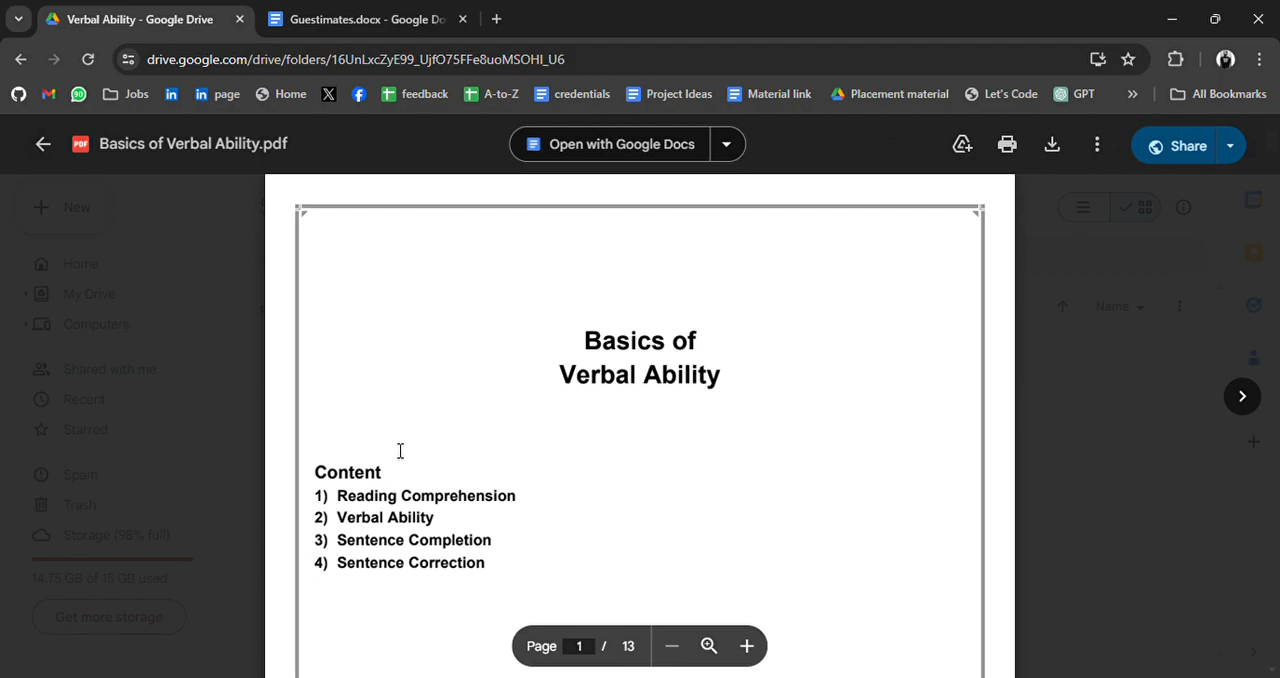 Verbal Ability - Google Drive
Guestimates.docx - Google Do
drive.google.com/drive/folders/16UnLxcZyE99_UjfO75FFe8uoMSOHI_U6
90
Jobs
page
Home
feedback
A-to-Z
credentials
Project Ideas
Material link
Placement material
Let's Code
GPT
All Bookmarks
PDF
Basics of Verbal Ability.pdf
Open with Google Docs
Share
New
Home
My Drive
Computers
Shared with me
Recent
Starred
Spam
Trash
Storage (98% full)
14.75 GB of 15 GB used
Get more storage
Name
Basics of
Verbal Ability
Content
1) Reading Comprehension
2) Verbal Ability
3) Sentence Completion
4) Sentence Correction
Page 1 / 13